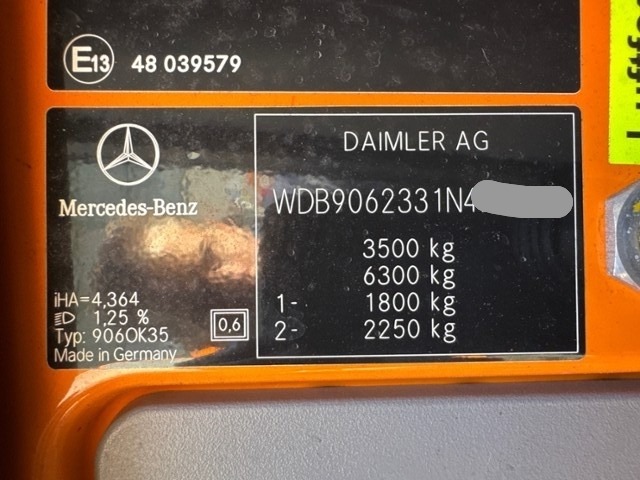 E13 48 039579
DAIMLER AG
Mercedes-Benz
WDB9062331N4
3500 kg
6300 kg
1- 1800 kg
2- 2250 kg
iHA=4,364
1,25 %
Typ: 906OK35
Made in Germany
0,6